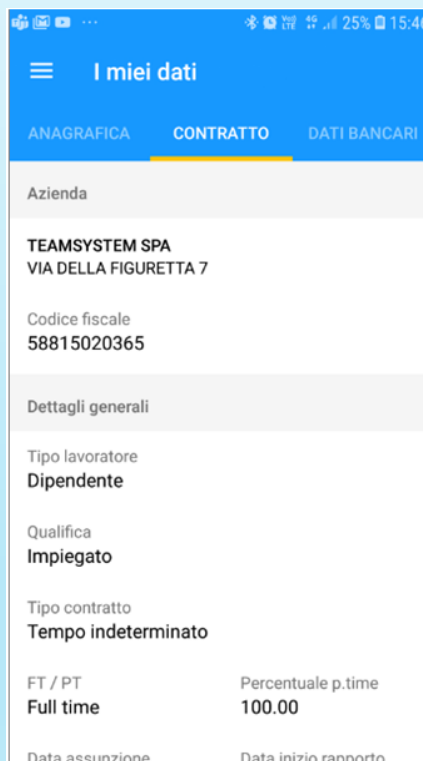 25% 15:46
I miei dati
ANAGRAFICA CONTRATTO DATI BANCARI
Azienda
TEAMSYSTEM SPA
VIA DELLA FIGURETTA 7
Codice fiscale
58815020365
Dettagli generali
Tipo lavoratore
Dipendente
Qualifica
Impiegato
Tipo contratto
Tempo indeterminato
FT / PT Percentuale p.time
Full time 100.00
Data assunzione Data inizio rapporto